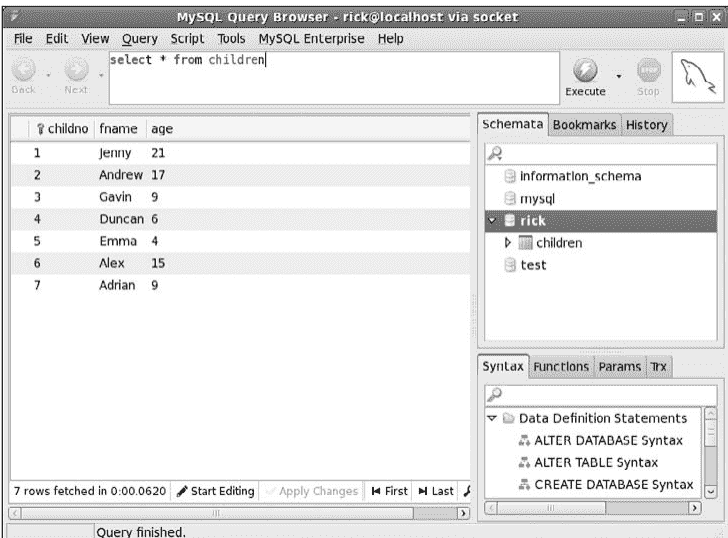 MySQL Query Browser - rick@localhost via socket
File Edit View Query Script Tools MySQL Enterprise Help
Back Next
select * from children
Execute Stop
childno fname age
1 Jenny 21
2 Andrew 17
3 Gavin 9
4 Duncan 6
5 Emma 4
6 Alex 15
7 Adrian 9
7 rows fetched in 0:00.0620 Start Editing Apply Changes First Last
Schemata Bookmarks History
information_schema
mysql
rick
children
test
Syntax Functions Params Trx
Data Definition Statements
ALTER DATABASE Syntax
ALTER TABLE Syntax
CREATE DATABASE Syntax
Query finished.